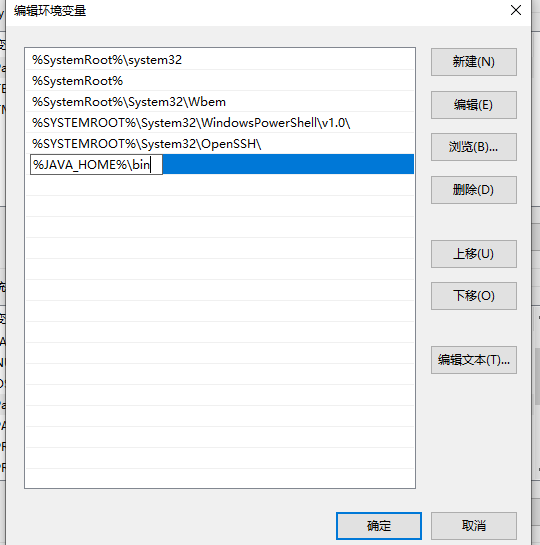 编辑环境变量
%SystemRoot%\system32
%SystemRoot%
%SystemRoot%\System32\Wbem
%SYSTEMROOT%\System32\WindowsPowerShell\v1.0\
%SYSTEMROOT%\System32\OpenSSH\
%JAVA_HOME%\bin
新建(N)
编辑(E)
浏览(B)...
删除(D)
上移(U)
下移(O)
编辑文本(T)...
确定
取消